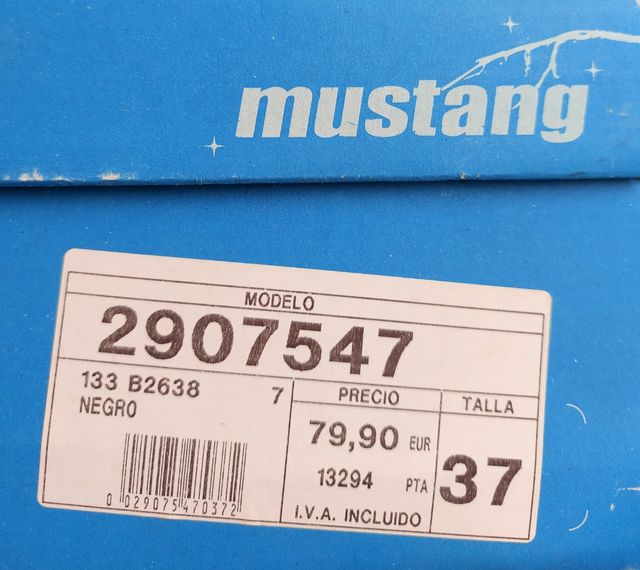 mustang
MODELO
2907547
133 B2638 7
NEGRO
PRECIO
79,90 EUR
13294 PTA
I.V.A. INCLUIDO
TALLA
37
0 029075 470372